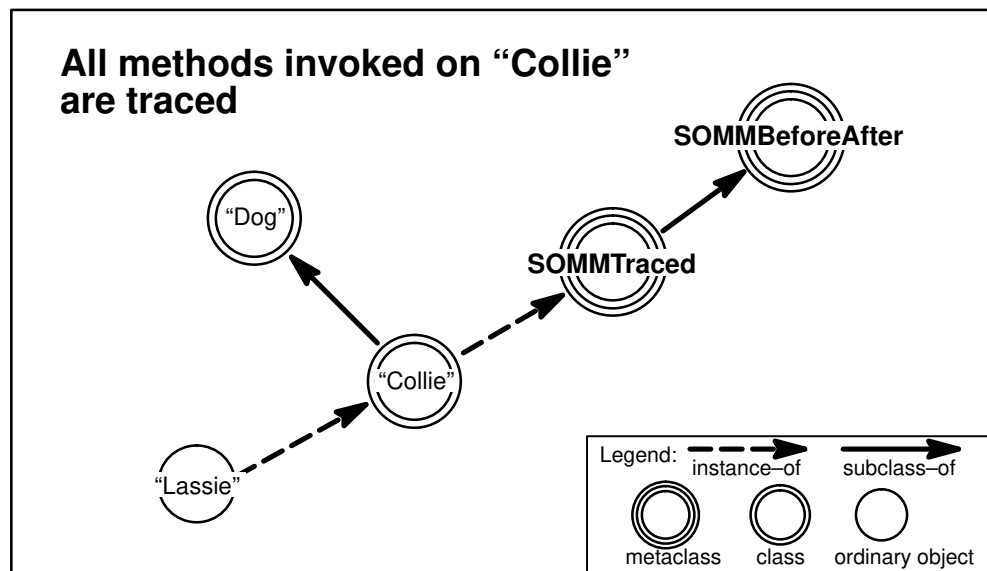 All methods invoked on “Collie”
are traced
SOMMBeforeAfter
“Dog”
SOMMTraced
“Collie”
“Lassie”
Legend:
instance–of
subclass–of
metaclass
class
ordinary object